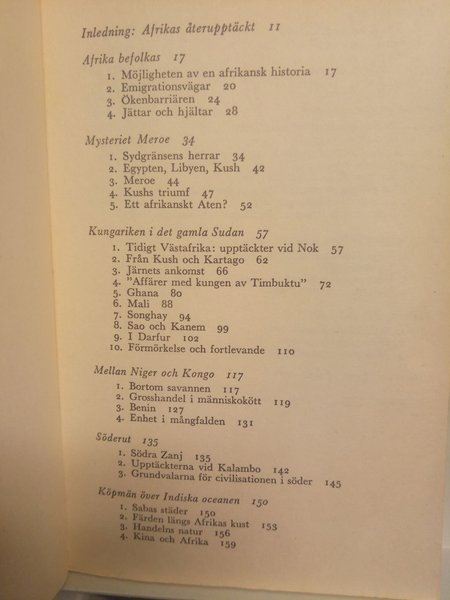 Inledning: Afrikas återupptäckt 11
Afrika befolkas 17
1. Möjligheten av en afrikansk historia 17
2. Emigrationsvägar 20
3. Ökenbarriären 24
4. Jättar och hjältar 28
Mysteriet Meroe 34
1. Sydgränsens herrar 34
2. Egypten, Libyen, Kush 42
3. Meroe 44
4. Kushs triumf 47
5. Ett afrikanskt Aten? 52
Kungariken i det gamla Sudan 57
1. Tidigt Västafrika: upptäckter vid Nok 57
2. Från Kush och Kartago 62
3. Järnets ankomst 66
4. "Affärer med kungen av Timbuktu" 72
5. Ghana 80
6. Mali 88
7. Songhay 94
8. Sao och Kanem 99
9. I Darfur 102
10. Förmörkelse och fortlevande 110
Mellan Niger och Kongo 117
1. Bortom savannen 117
2. Grosshandel i människokött 119
3. Benin 127
4. Enhet i mångfalden 131
Söderut 135
1. Södra Zanj 135
2. Upptäckterna vid Kalambo 142
3. Grundvalarna för civilisationen i söder 145
Köpmän över Indiska oceanen 150
1. Sabas städer 150
2. Färden längs Afrikas kust 153
3. Handelns natur 156
4. Kina och Afrika 159